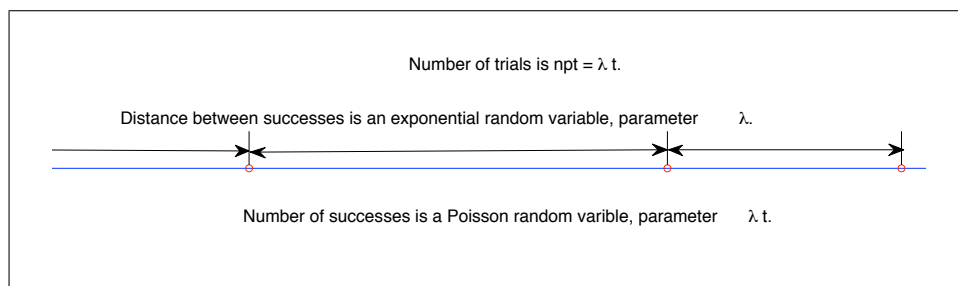 Number of trials is npt = λ t.
Distance between successes is an exponential random variable, parameter λ.
Number of successes is a Poisson random varible, parameter λ t.